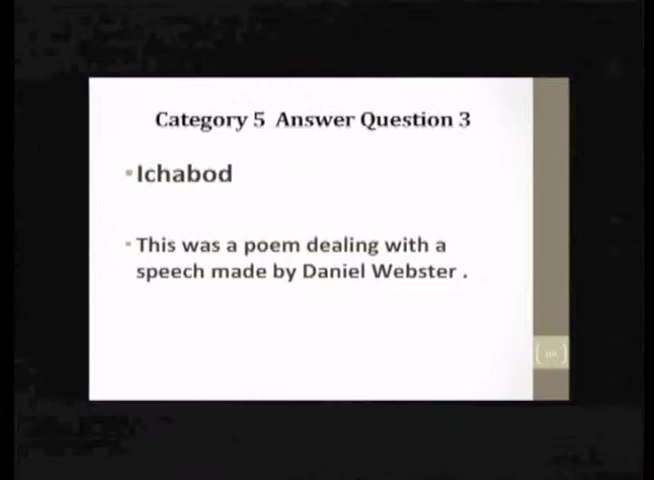 Category 5 Answer Question 3
Ichabod
This was a poem dealing with a
speech made by Daniel Webster .